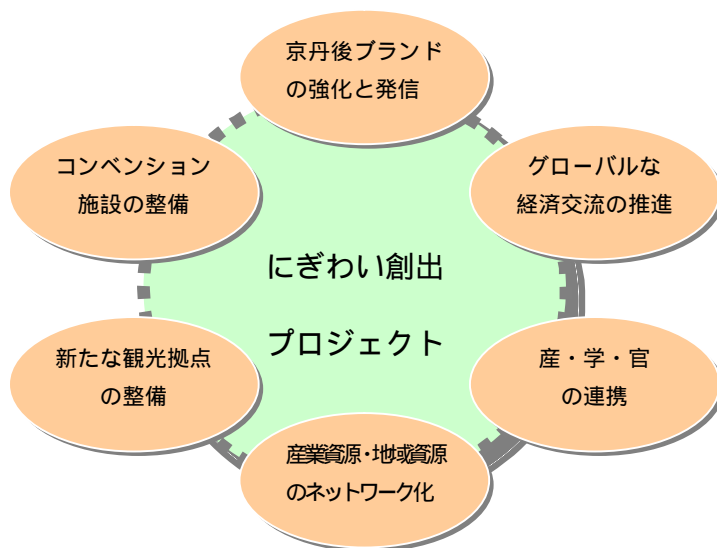 京丹後ブランド
の強化と発信
コンベンション
施設の整備
グローバルな
経済交流の推進
にぎわい創出
プロジェクト
新たな観光拠点
の整備
産・学・官
の連携
産業資源・地域資源
のネットワーク化